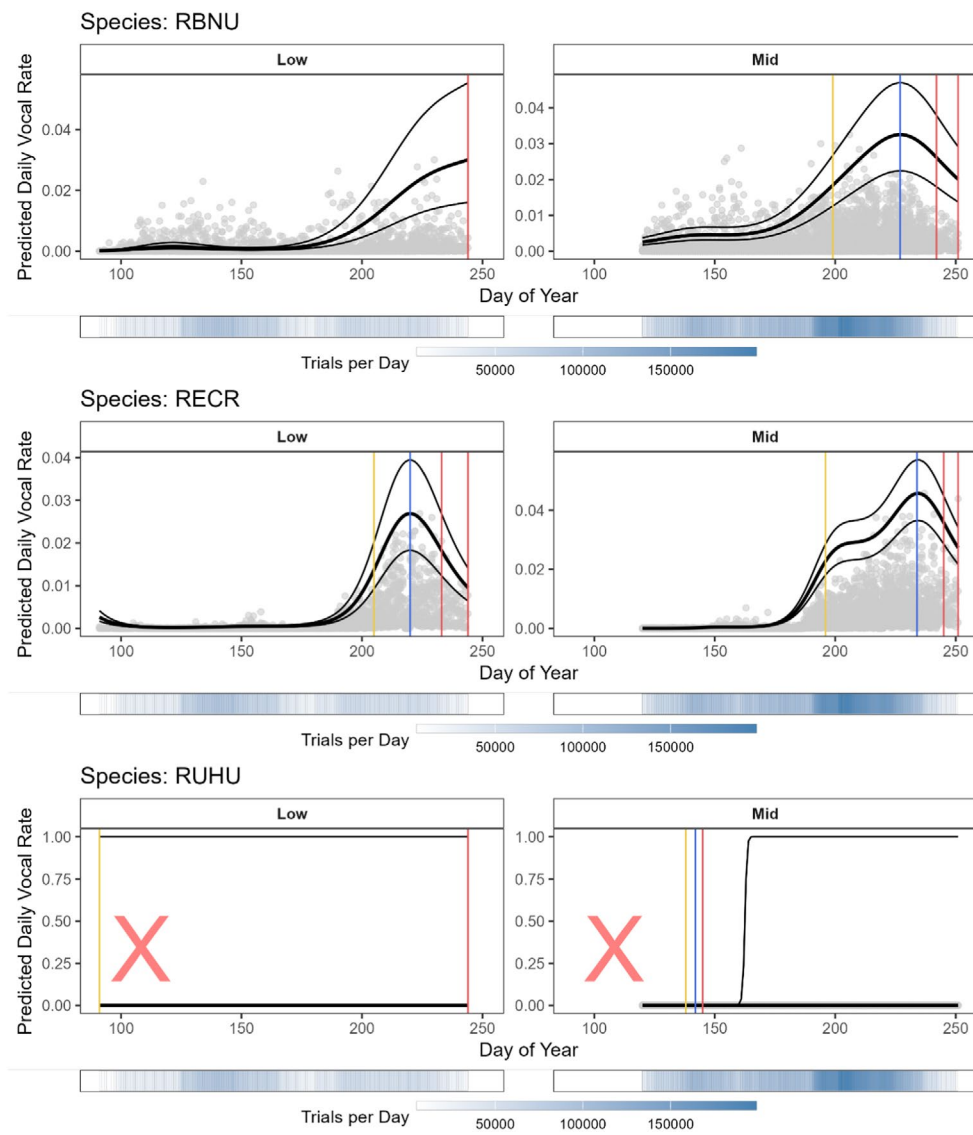 Species: RBNU
Low
Mid
Predicted Daily Vocal Rate
0.04
0.02
0.00
0.04
0.03
0.02
0.01
0.00
100 150 200 250
100 150 200 250
Day of Year
Trials per Day
50000 100000 150000
Species: RECR
Low
Mid
Predicted Daily Vocal Rate
0.04
0.03
0.02
0.01
0.00
0.04
0.02
0.00
100 150 200 250
100 150 200 250
Day of Year
Trials per Day
50000 100000 150000
Species: RUHU
Low
Mid
Predicted Daily Vocal Rate
1.00
0.75
0.50
0.25
0.00
1.00
0.75
0.50
0.25
0.00
X
X
100 150 200 250
100 150 200 250
Day of Year
Trials per Day
50000 100000 150000